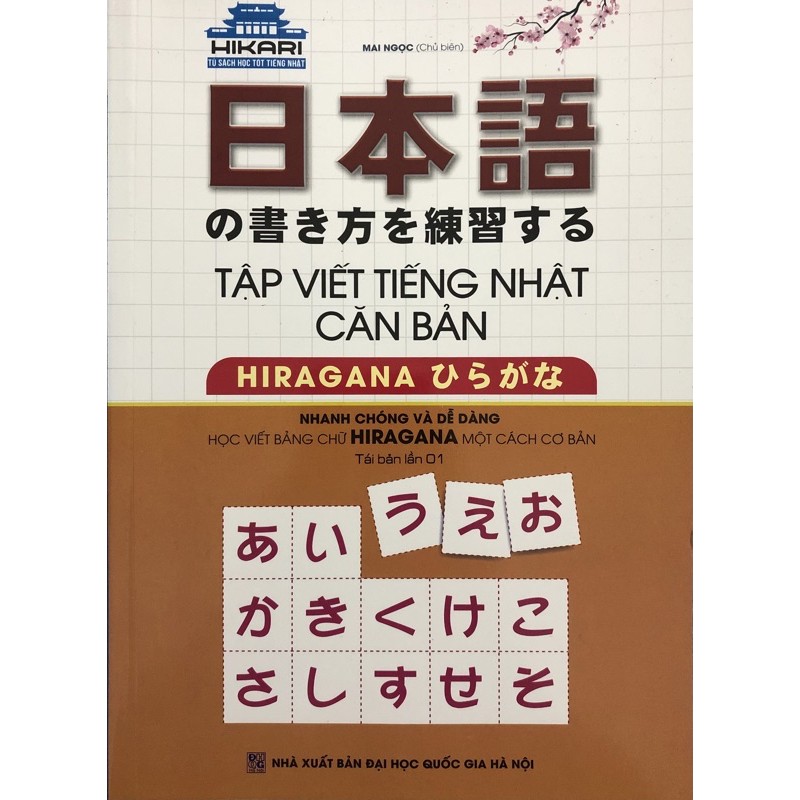 HIKARI
TỦ SÁCH HỌC TỐT TIẾNG NHẬT
MAI NGỌC (Chủ biên)
日本語
の書き方を練習する
TẬP VIẾT TIẾNG NHẬT
CĂN BẢN
HIRAGANA ひらがな
NHANH CHÓNG VÀ DỄ DÀNG
HỌC VIẾT BẢNG CHỮ HIRAGANA MỘT CÁCH CƠ BẢN
Tái bản lần 01
あ い う え お
か き く け こ
さ し す せ そ
NHÀ XUẤT BẢN ĐẠI HỌC QUỐC GIA HÀ NỘI